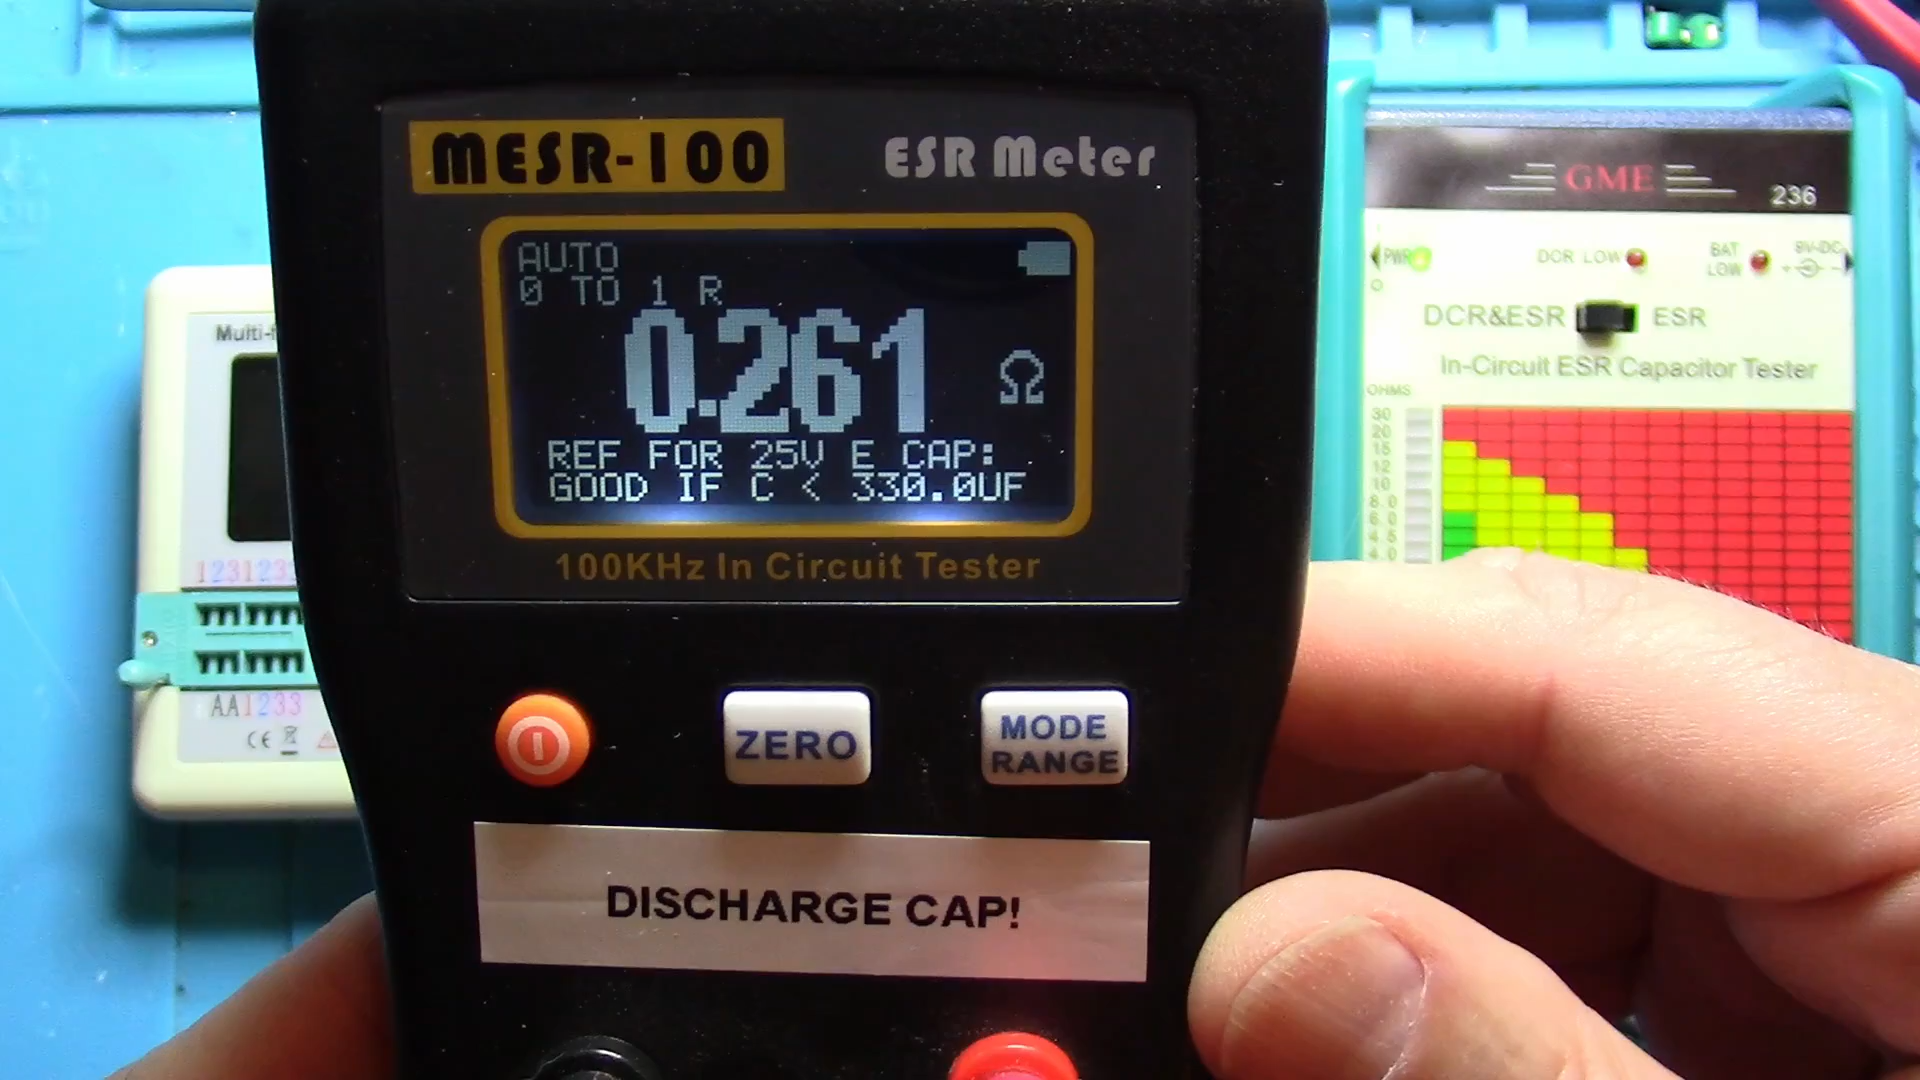 MESR-100 ESR Meter
AUTO
0 TO 1 R
0.261 Ω
REF FOR 25V E CAP:
GOOD IF C < 330.0UF
100KHz In Circuit Tester
ZERO
MODE
RANGE
DISCHARGE CAP!
AA1233
CE
GME
236
PWR
DCR LOW
BAT
LOW
9V-DC
DCR&ESR ESR
In-Circuit ESR Capacitor Tester
OHMS
30
20
15
12
10
8.0
6.0
4.5
4.0